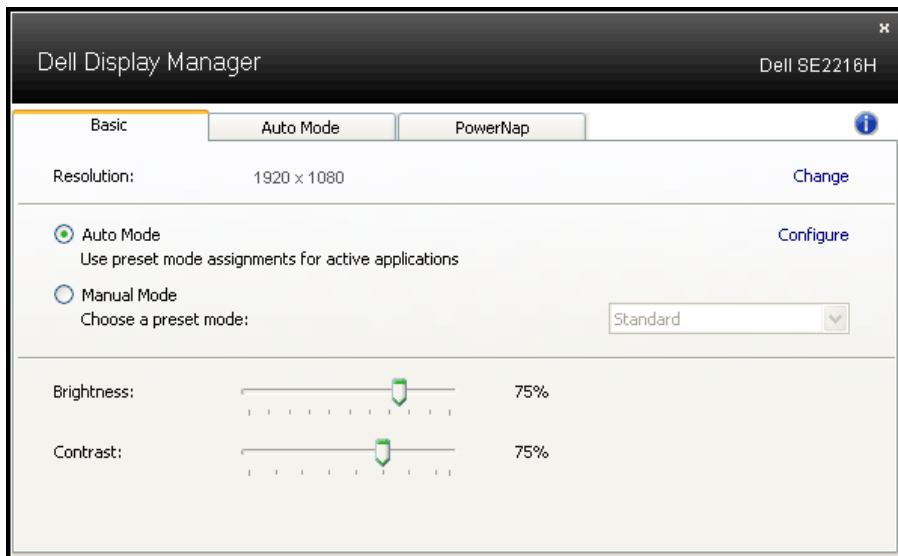 Dell Display Manager
Dell SE2216H
Basic
Auto Mode
PowerNap
Resolution:
1920 x 1080
Change
Auto Mode
Configure
Use preset mode assignments for active applications
Manual Mode
Choose a preset mode:
Standard
Brightness:
75%
Contrast:
75%